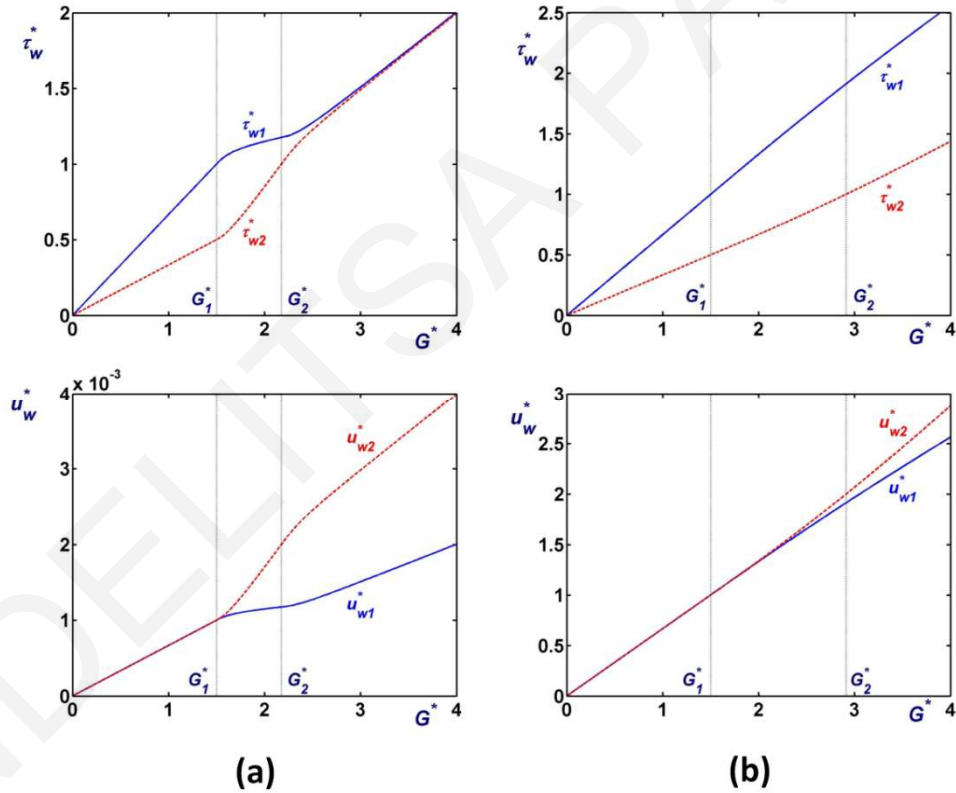 τ*w
2
1.5
1
0.5
0
τ*w1
τ*w2
G*1
G*2
0 1 2 3 4
G*
τ*w
2.5
2
1.5
1
0.5
0
τ*w1
τ*w2
G*1
G*2
0 1 2 3 4
G*
u*w
4 x 10⁻³
3
2
1
0
u*w2
u*w1
G*1
G*2
0 1 2 3 4
G*
u*w
3
2.5
2
1.5
1
0.5
0
u*w2
u*w1
G*1
G*2
0 1 2 3 4
G*
(a)
(b)
NDELITSA PA